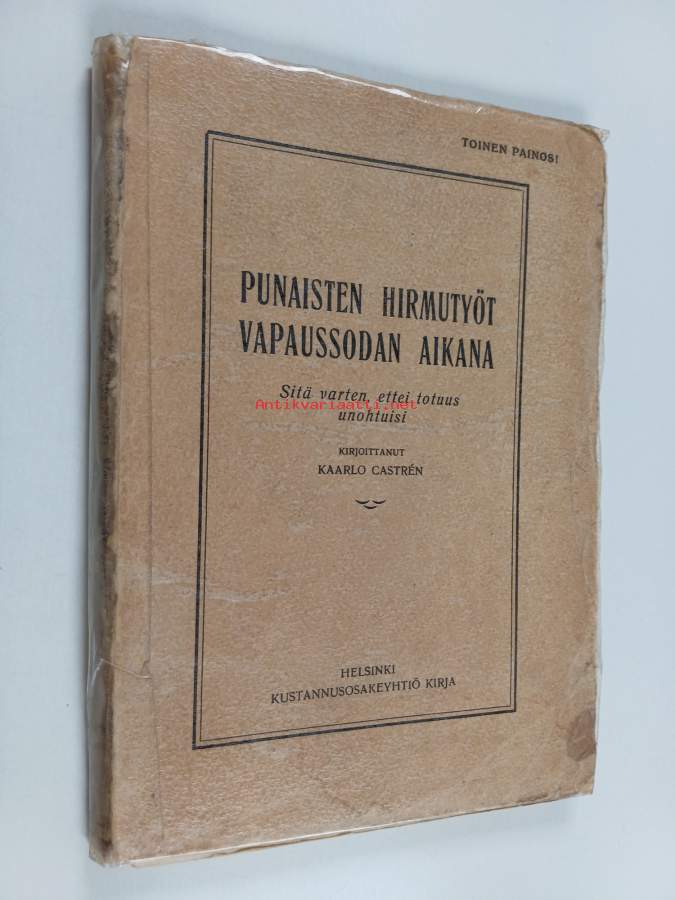 TOINEN PAINOS!
PUNAISTEN HIRMUTYÖT
VAPAUSSODAN AIKANA
Sitä varten, ettei totuus
Antikvariaatti.net
unohtuisi
KIRJOITTANUT
KAARLO CASTRÉN
HELSINKI
KUSTANNUSOSAKEYHTIÖ KIRJA